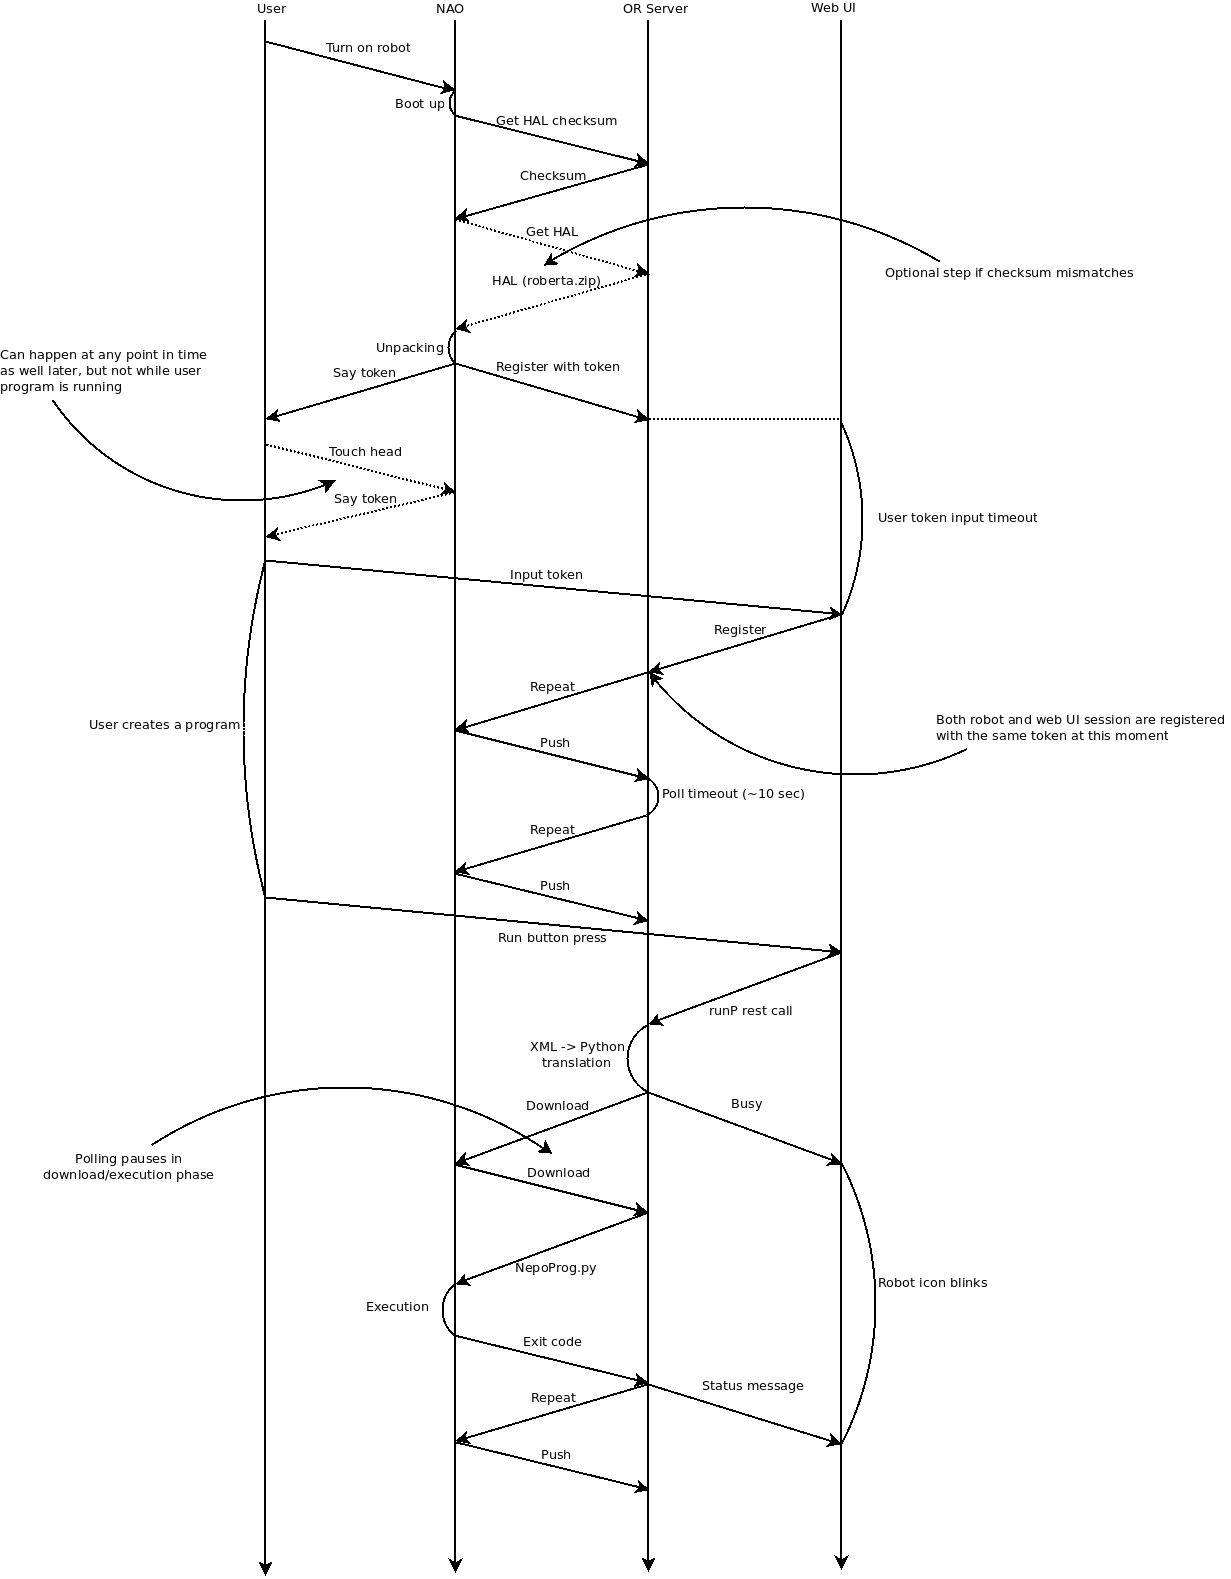 User
NAO
OR Server
Web UI
Turn on robot
Boot up
Get HAL checksum
Checksum
Get HAL
Optional step if checksum mismatches
HAL (roberta.zip)
Unpacking
Can happen at any point in time
as well later, but not while user
program is running
Say token
Register with token
Touch head
Say token
User token input timeout
Input token
Register
Repeat
User creates a program
Both robot and web UI session are registered
with the same token at this moment
Push
Poll timeout (~10 sec)
Repeat
Push
Run button press
runP rest call
XML -> Python
translation
Download
Busy
Polling pauses in
download/execution phase
Download
NepoProg.py
Robot icon blinks
Execution
Exit code
Status message
Repeat
Push